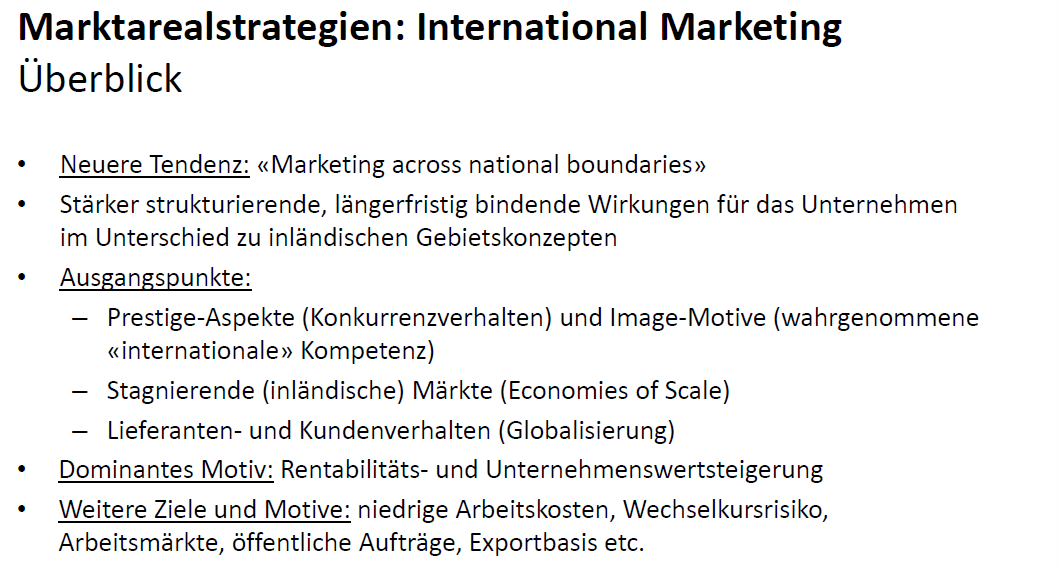 Marktarealstrategien: International Marketing
Überblick
• Neuere Tendenz: «Marketing across national boundaries»
• Stärker strukturierende, längerfristig bindende Wirkungen für das Unternehmen
im Unterschied zu inländischen Gebietskonzepten
• Ausgangspunkte:
– Prestige-Aspekte (Konkurrenzverhalten) und Image-Motive (wahrgenommene
«internationale» Kompetenz)
– Stagnierende (inländische) Märkte (Economies of Scale)
– Lieferanten- und Kundenverhalten (Globalisierung)
• Dominantes Motiv: Rentabilitäts- und Unternehmenswertsteigerung
• Weitere Ziele und Motive: niedrige Arbeitskosten, Wechselkursrisiko,
Arbeitsmärkte, öffentliche Aufträge, Exportbasis etc.